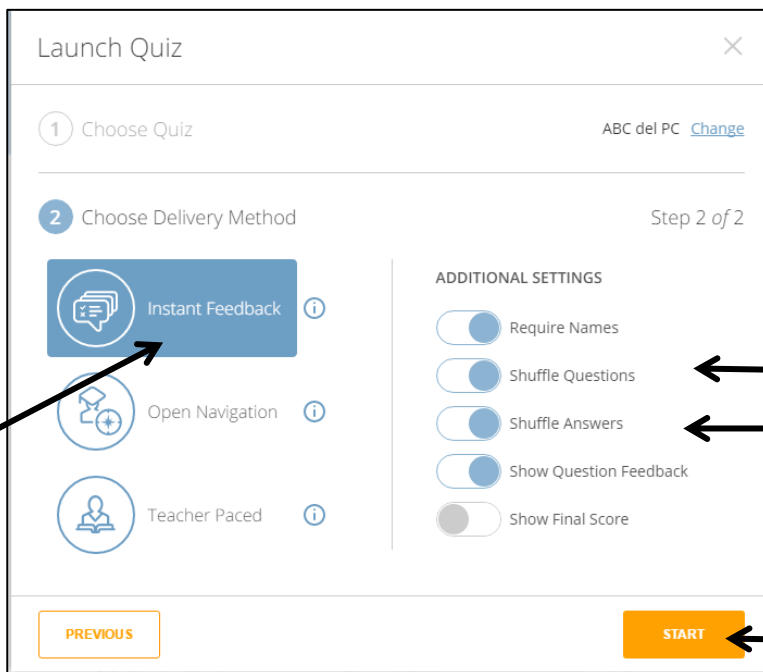 Launch Quiz
1 Choose Quiz
ABC del PC Change
2 Choose Delivery Method
Step 2 of 2
Instant Feedback
Open Navigation
Teacher Paced
ADDITIONAL SETTINGS
Require Names
Shuffle Questions
Shuffle Answers
Show Question Feedback
Show Final Score
PREVIOUS
START